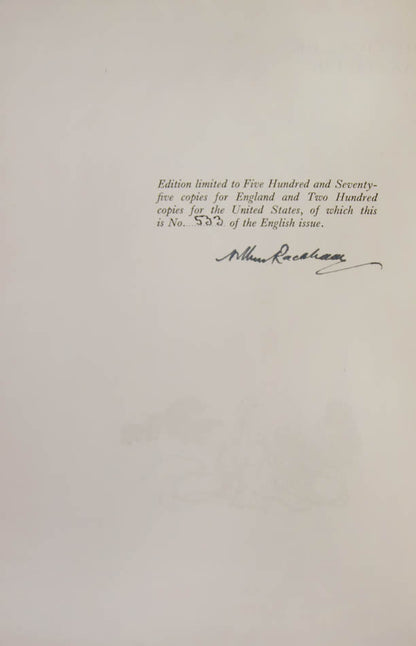 Edition limited to Five Hundred and Seventy-
five copies for England and Two Hundred
copies for the United States, of which this
is No. 533 of the English issue.
Arthur Rackham